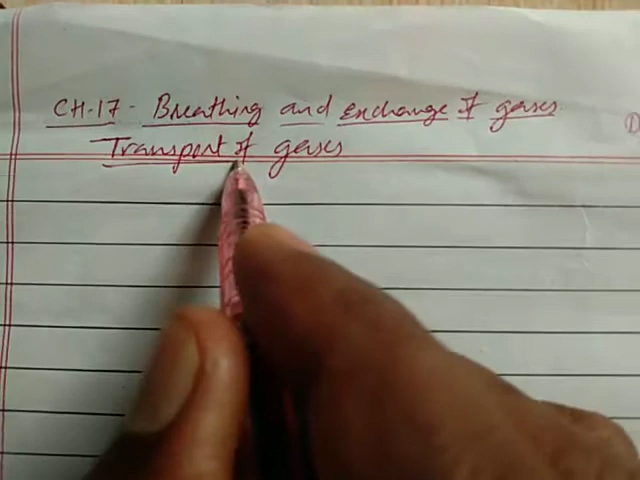 CH-17 - Breathing and exchange of gases
Transport of gases